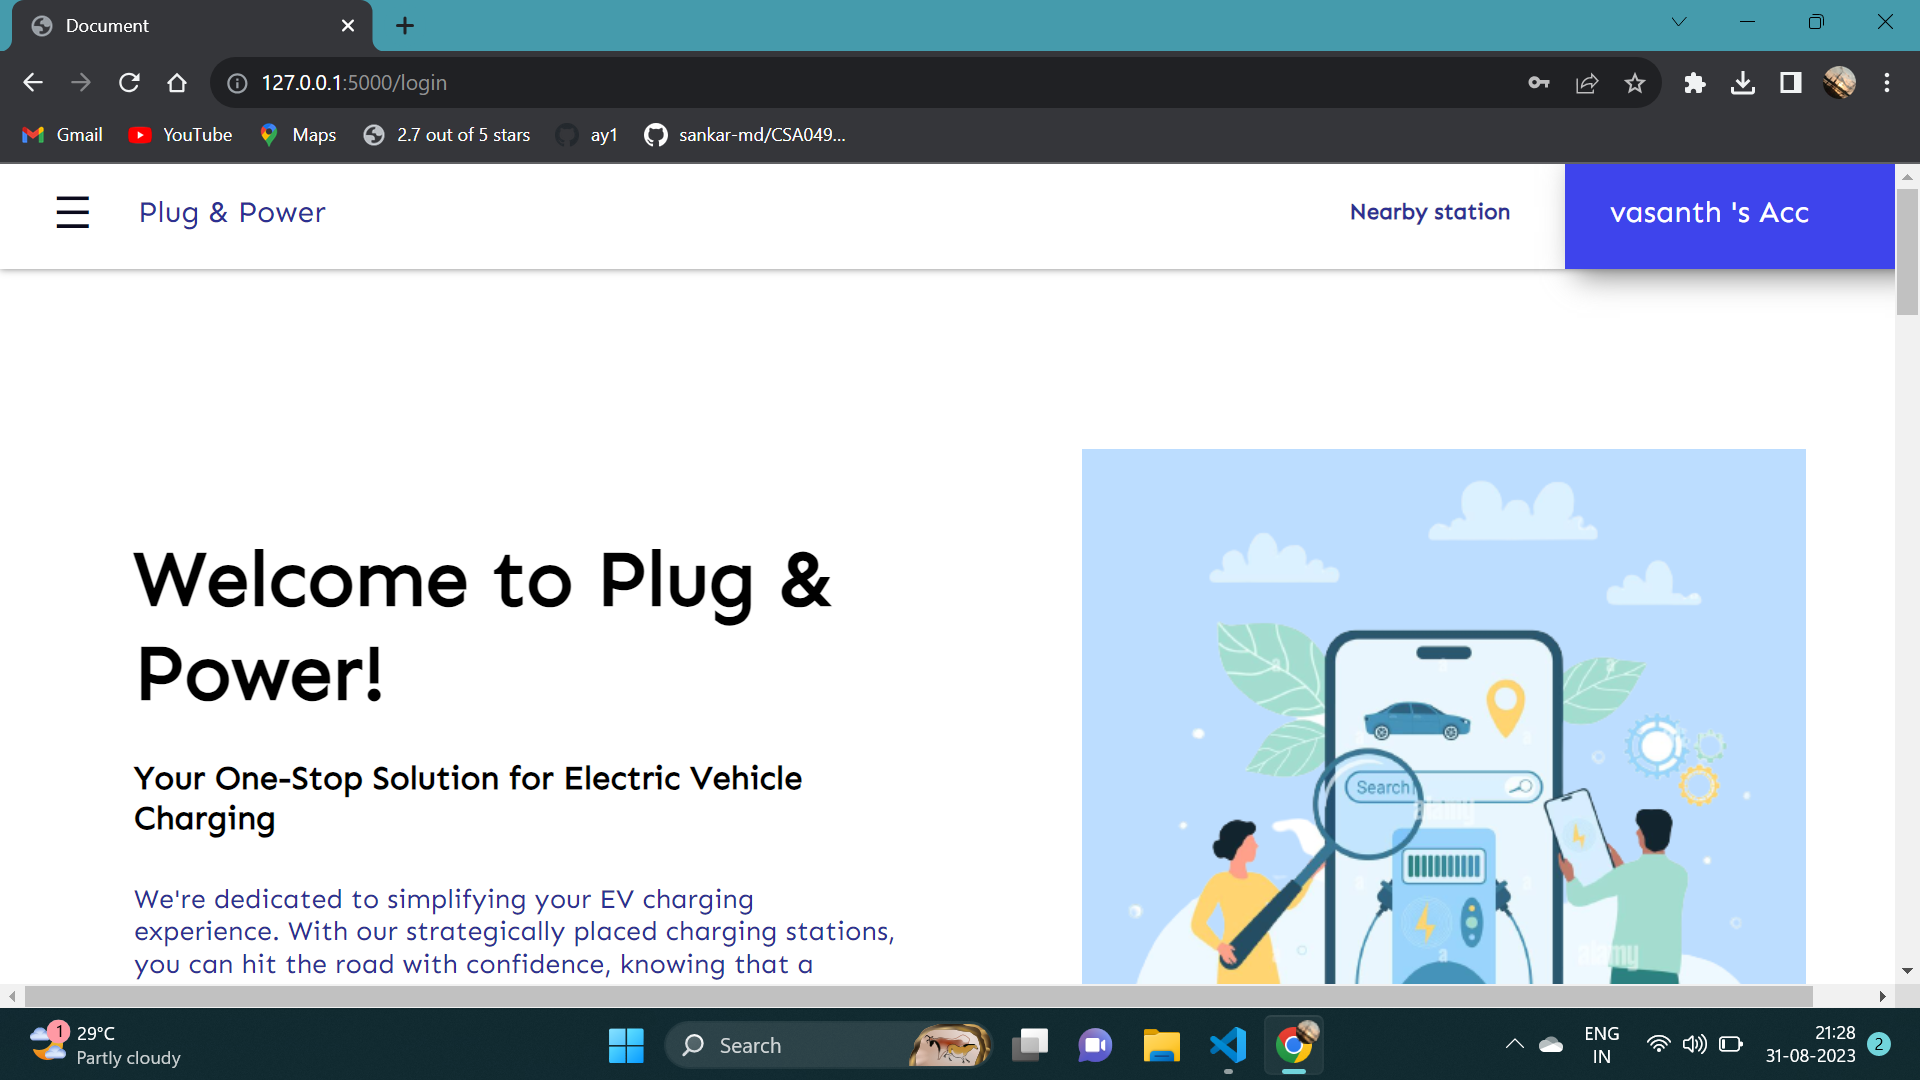 Document
127.0.0.1:5000/login
Gmail
YouTube
Maps
2.7 out of 5 stars
ay1
sankar-md/CSA049...
Plug & Power
Nearby station
vasanth 's Acc
Welcome to Plug &
Power!
Your One-Stop Solution for Electric Vehicle
Charging
We're dedicated to simplifying your EV charging
experience. With our strategically placed charging stations,
you can hit the road with confidence, knowing that a
Search
alamy
a
a
a
a
alamy
1
29°C
Partly cloudy
Search
ENG
IN
21:28
31-08-2023
2